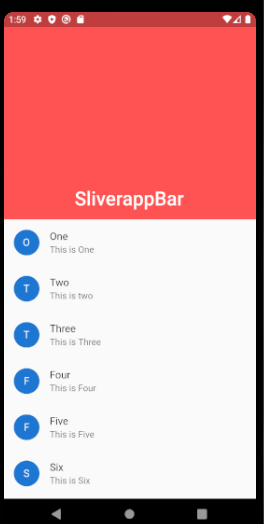 1:59
SliverappBar
O
One
This is One
T
Two
This is two
T
Three
This is Three
F
Four
This is Four
F
Five
This is Five
S
Six
This is Six